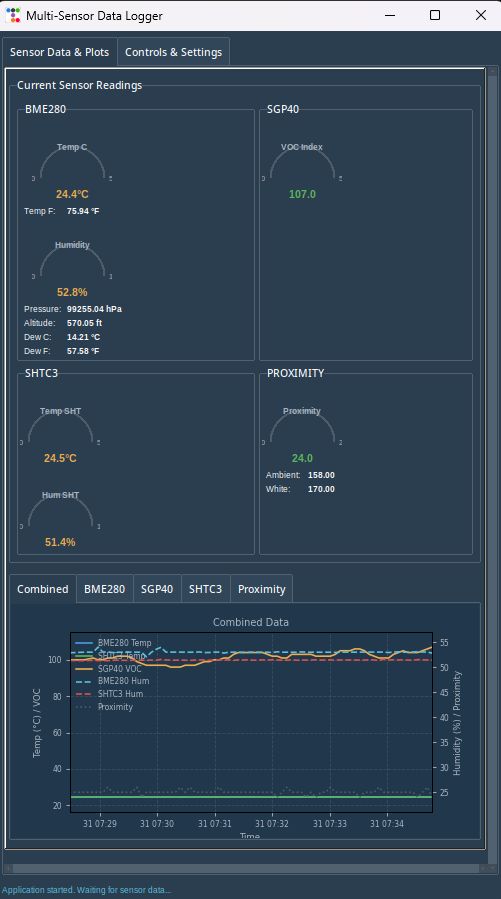 Multi-Sensor Data Logger
Sensor Data & Plots
Controls & Settings
Current Sensor Readings
BME280
Temp C
0
5
24.4°C
Temp F: 75.94 °F
Humidity
0
1
52.8%
Pressure: 99255.04 hPa
Altitude: 570.05 ft
Dew C: 14.21 °C
Dew F: 57.58 °F
SGP40
VOC Index
0
5
107.0
SHTC3
Temp SHT
0
5
24.5°C
Hum SHT
0
1
51.4%
PROXIMITY
Proximity
0
2
24.0
Ambient: 158.00
White: 170.00
Combined
BME280
SGP40
SHTC3
Proximity
Combined Data
BME280 Temp
SHTC3 Temp
SGP40 VOC
BME280 Hum
SHTC3 Hum
Proximity
Temp (°C) / VOC
100
80
60
40
20
Humidity (%) / Proximity
55
50
45
40
35
30
25
31 07:29
31 07:30
31 07:31
31 07:32
31 07:33
31 07:34
Time
Application started. Waiting for sensor data...